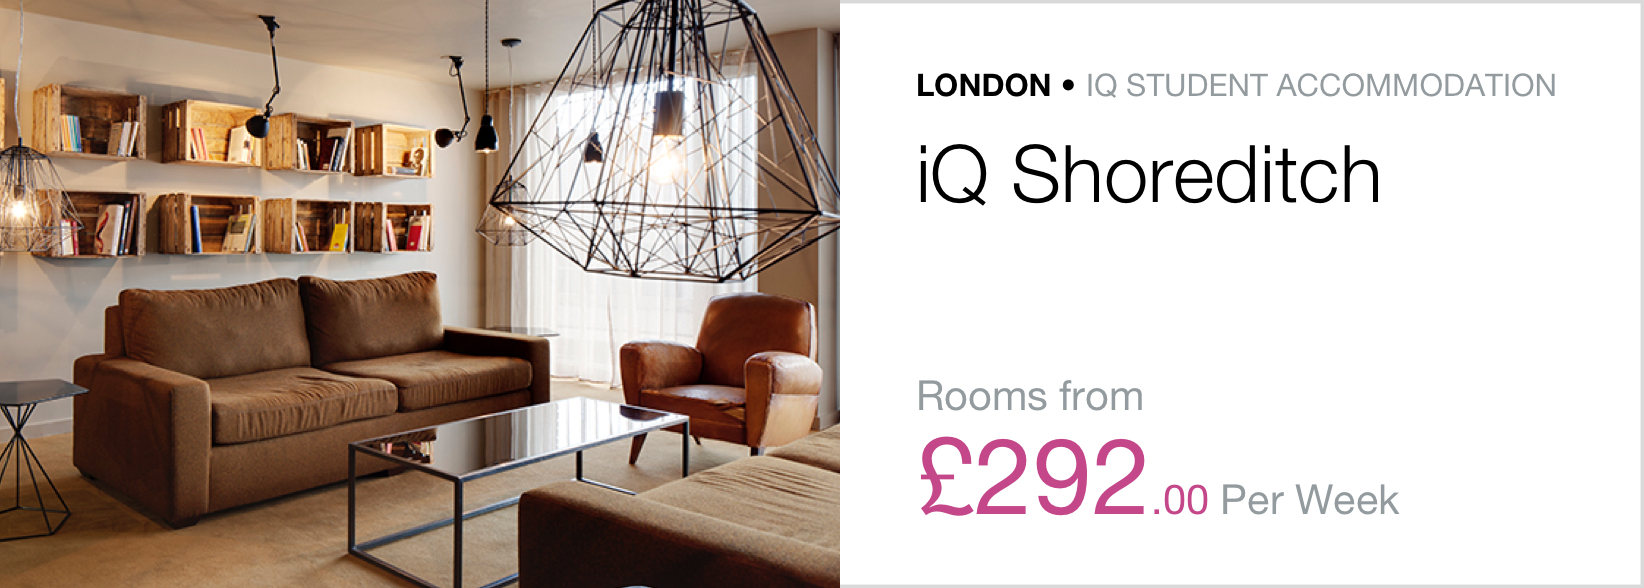 LONDON • IQ STUDENT ACCOMMODATION
iQ Shoreditch
Rooms from
£292.00 Per Week